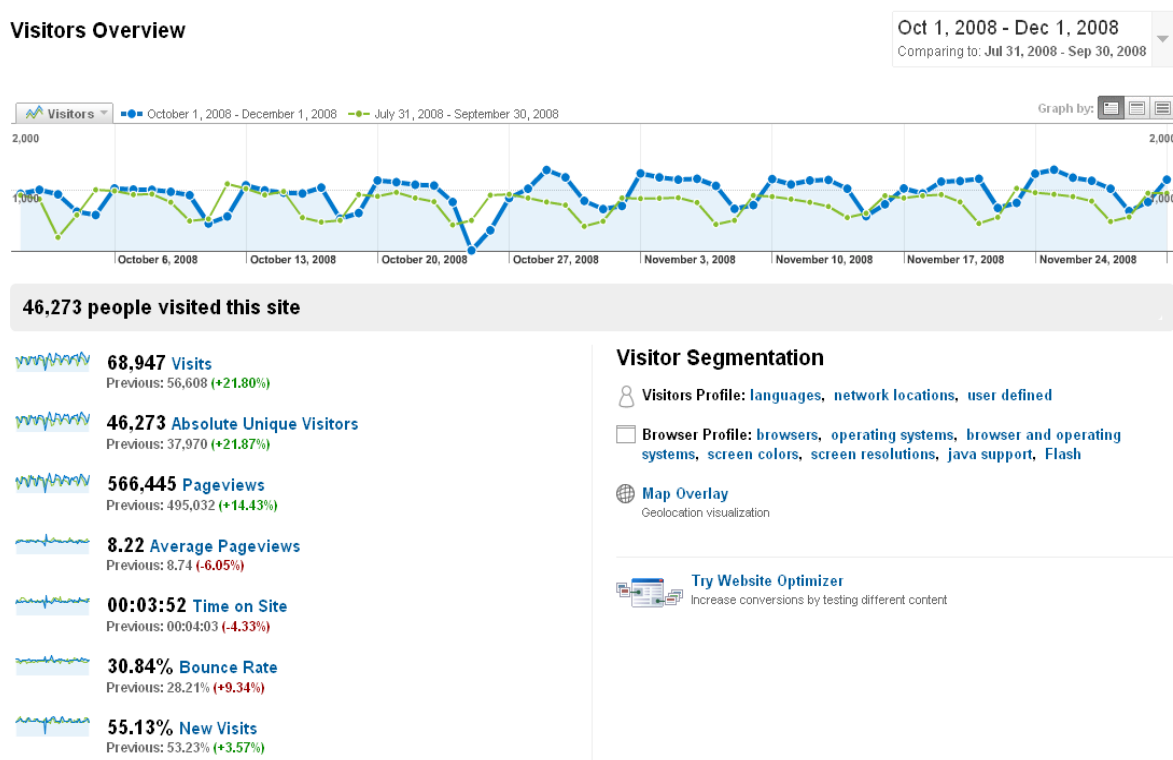 Visitors Overview
Oct 1, 2008 - Dec 1, 2008
Comparing to: Jul 31, 2008 - Sep 30, 2008
Visitors
October 1, 2008 - December 1, 2008
July 31, 2008 - September 30, 2008
Graph by:
2,000
2,000
1,000
1,000
October 6, 2008
October 13, 2008
October 20, 2008
October 27, 2008
November 3, 2008
November 10, 2008
November 17, 2008
November 24, 2008
46,273 people visited this site
68,947 Visits
Previous: 56,608 (+21.80%)
46,273 Absolute Unique Visitors
Previous: 37,970 (+21.87%)
566,445 Pageviews
Previous: 495,032 (+14.43%)
8.22 Average Pageviews
Previous: 8.74 (-6.05%)
00:03:52 Time on Site
Previous: 00:04:03 (-4.33%)
30.84% Bounce Rate
Previous: 28.21% (+9.34%)
55.13% New Visits
Previous: 53.23% (+3.57%)
Visitor Segmentation
Visitors Profile: languages, network locations, user defined
Browser Profile: browsers, operating systems, browser and operating
systems, screen colors, screen resolutions, java support, Flash
Map Overlay
Geolocation visualization
Try Website Optimizer
Increase conversions by testing different content